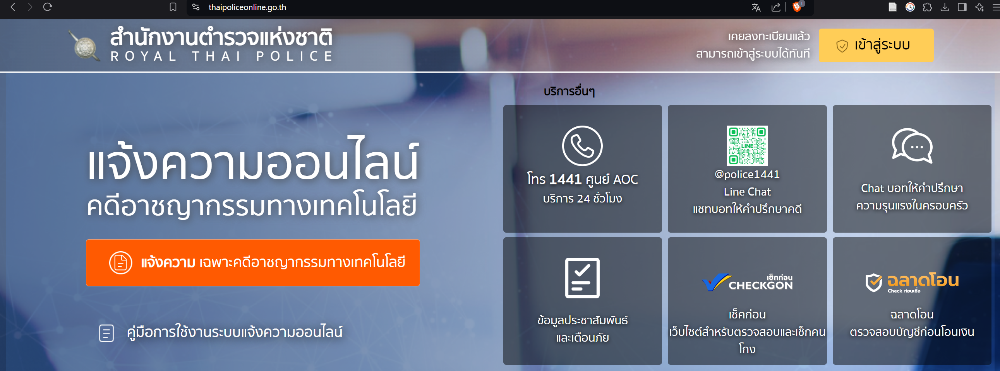 thaipoliceonline.go.th
1
สำนักงานตำรวจแห่งชาติ
ROYAL THAI POLICE
เคยลงทะเบียนแล้ว
สามารถเข้าสู่ระบบได้ทันที
เข้าสู่ระบบ
แจ้งความออนไลน์
คดีอาชญากรรมทางเทคโนโลยี
แจ้งความ เฉพาะคดีอาชญากรรมทางเทคโนโลยี
คู่มือการใช้งานระบบแจ้งความออนไลน์
บริการอื่นๆ
โทร 1441 ศูนย์ AOC
บริการ 24 ชั่วโมง
LINE
@police1441
Line Chat
แชทบอทให้คำปรึกษาคดี
Chat บอทให้คำปรึกษา
ความรุนแรงในครอบครัว
ข้อมูลประชาสัมพันธ์
และเตือนภัย
เช็กก่อน
CHECKGON
เช็คก่อน
เว็บไซต์สำหรับตรวจสอบและเช็กคน
โกง
ฉลาดโอน
Check ก่อนเชื่อ
ฉลาดโอน
ตรวจสอบบัญชีก่อนโอนเงิน